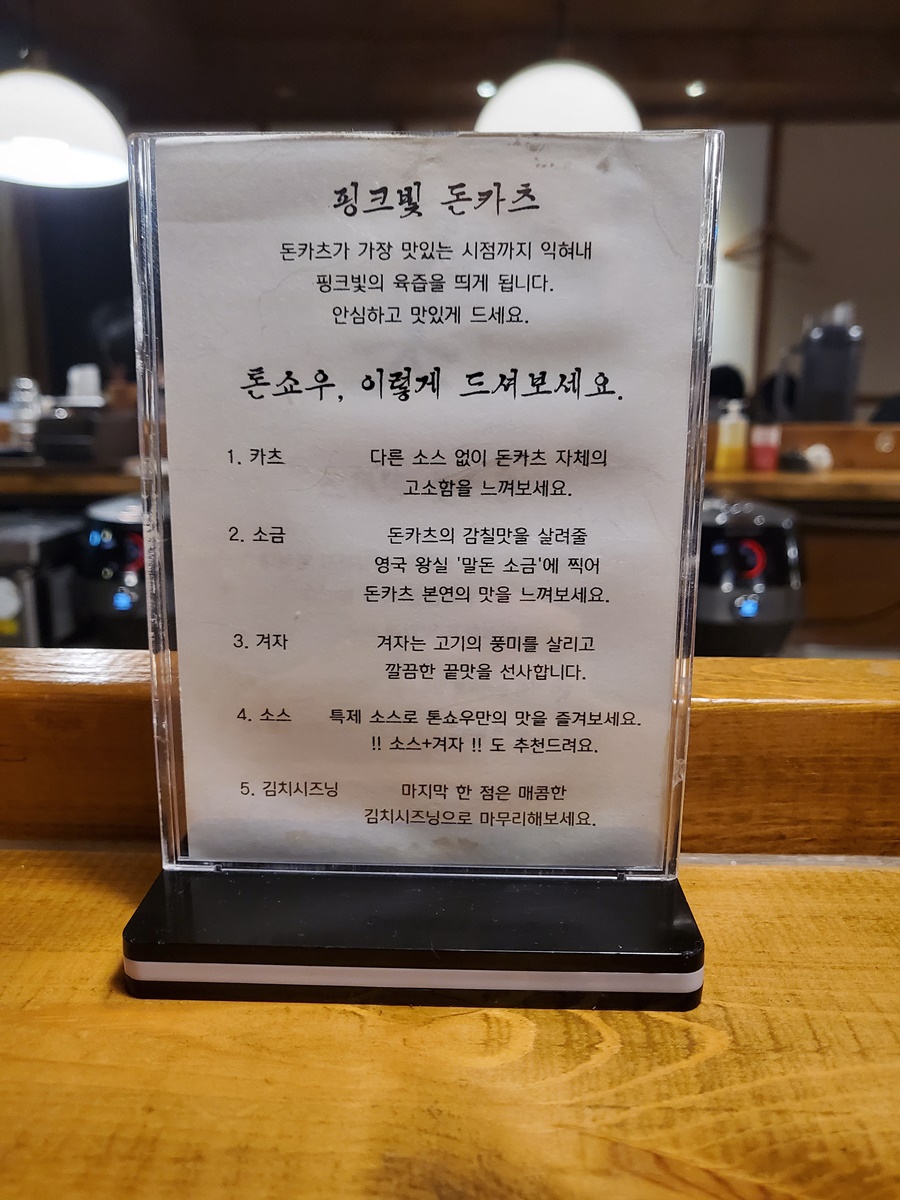 핑크빛 돈카츠
돈카츠가 가장 맛있는 시점까지 익혀내
핑크빛의 육즙을 띄게 됩니다.
안심하고 맛있게 드세요.
톤쇼우, 이렇게 드셔보세요.
1. 카츠 다른 소스 없이 돈카츠 자체의
고소함을 느껴보세요.
2. 소금 돈카츠의 감칠맛을 살려줄
영국 왕실 '말돈 소금'에 찍어
돈카츠 본연의 맛을 느껴보세요.
3. 겨자 겨자는 고기의 풍미를 살리고
깔끔한 끝맛을 선사합니다.
4. 소스 특제 소스로 톤쇼우만의 맛을 즐겨보세요.
!! 소스+겨자 !! 도 추천드려요.
5. 김치시즈닝 마지막 한 점은 매콤한
김치시즈닝으로 마무리해보세요.